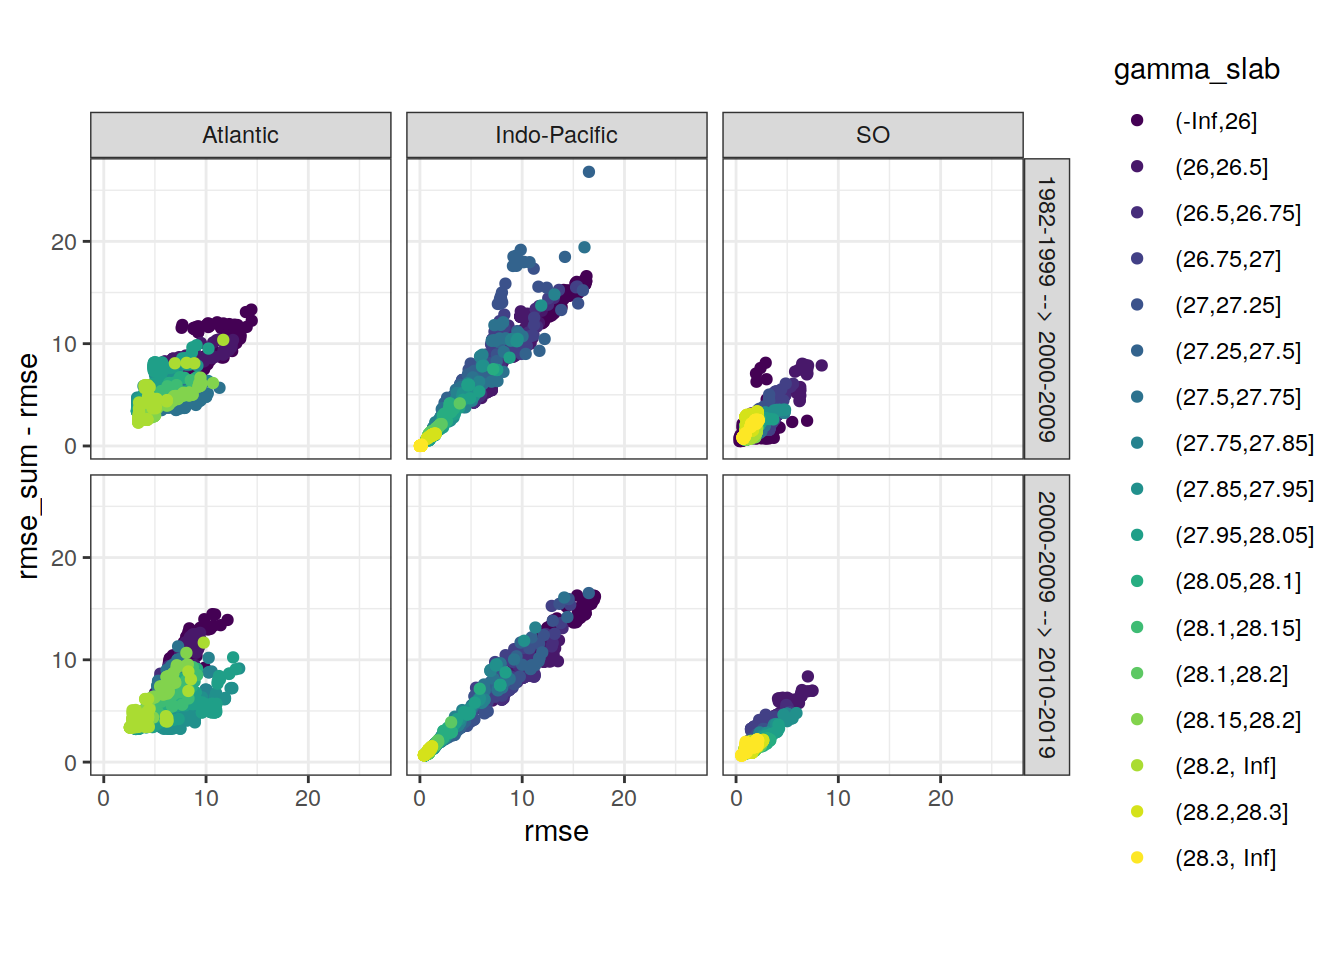 gamma_slab
Atlantic
Indo-Pacific
SO
(-Inf,26]
(26,26.5]
(26.5,26.75]
(26.75,27]
(27,27.25]
(27.25,27.5]
(27.5,27.75]
(27.75,27.85]
(27.85,27.95]
(27.95,28.05]
(28.05,28.1]
(28.1,28.15]
(28.1,28.2]
(28.15,28.2]
(28.2, Inf]
(28.2,28.3]
(28.3, Inf]
1982-1999 --> 2000-2009
2000-2009 --> 2010-2019
rmse_sum - rmse
20
10
0
20
10
0
0
10
20
0
10
20
0
10
20
rmse